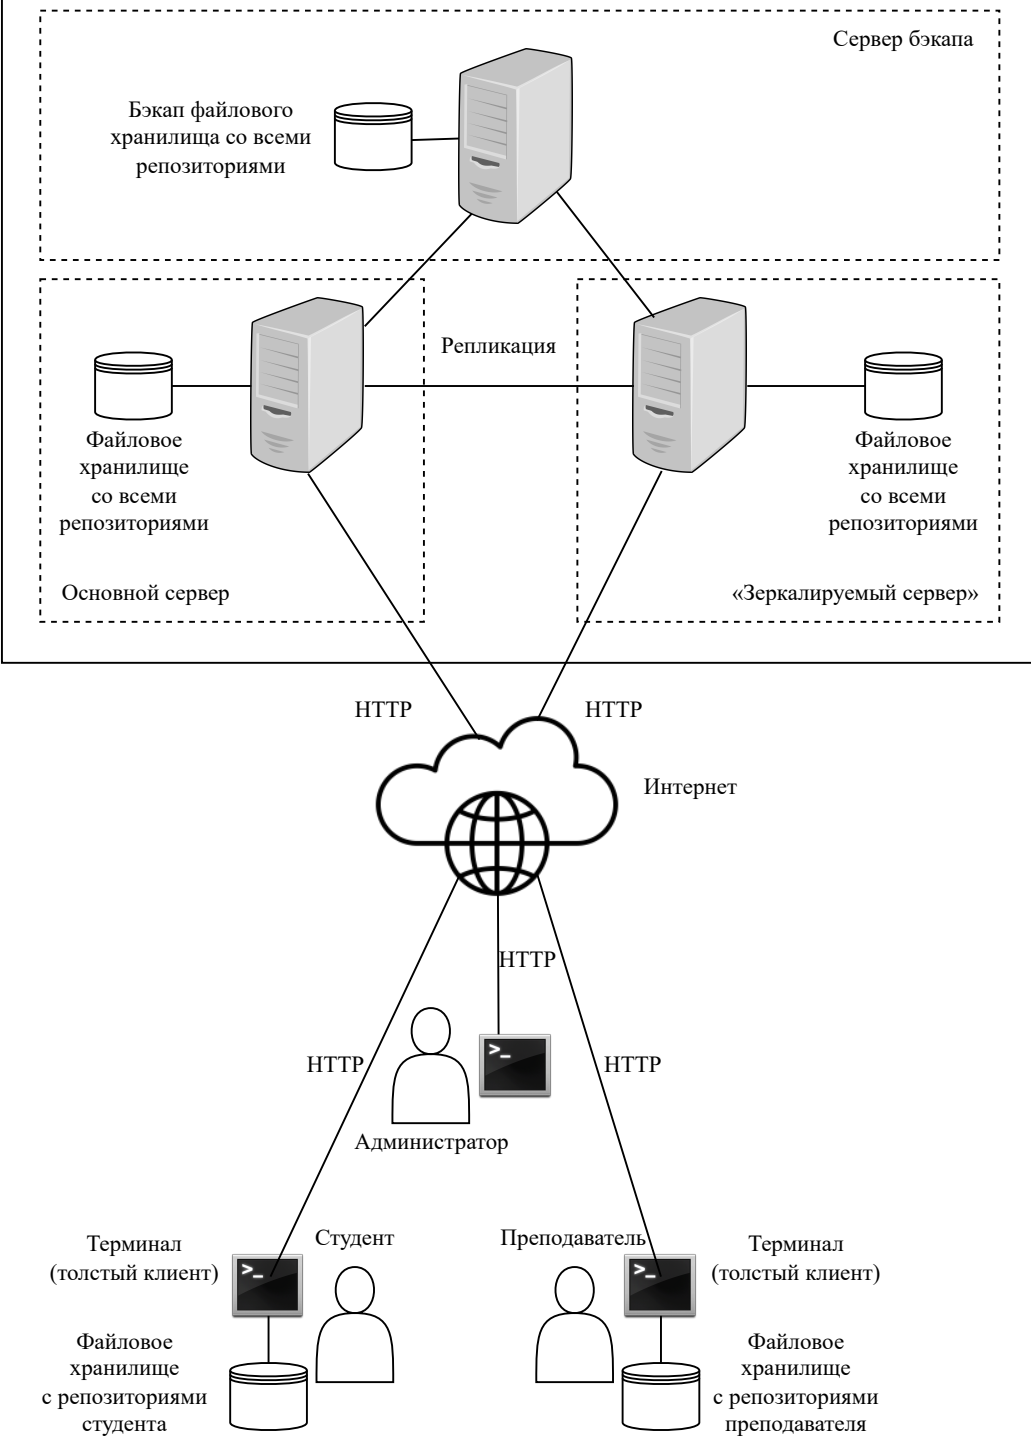 Сервер бэкапа
Бэкап файлового
хранилища со всеми
репозиториями
Репликация
Файловое
хранилище
со всеми
репозиториями
Файловое
хранилище
со всеми
репозиториями
Основной сервер
«Зеркалируемый сервер»
HTTP
HTTP
Интернет
HTTP
HTTP
HTTP
>_
Администратор
Студент
Преподаватель
Терминал
(толстый клиент)
>_
>_
Терминал
(толстый клиент)
Файловое
хранилище
с репозиториями
студента
Файловое
хранилище
с репозиториями
преподавателя